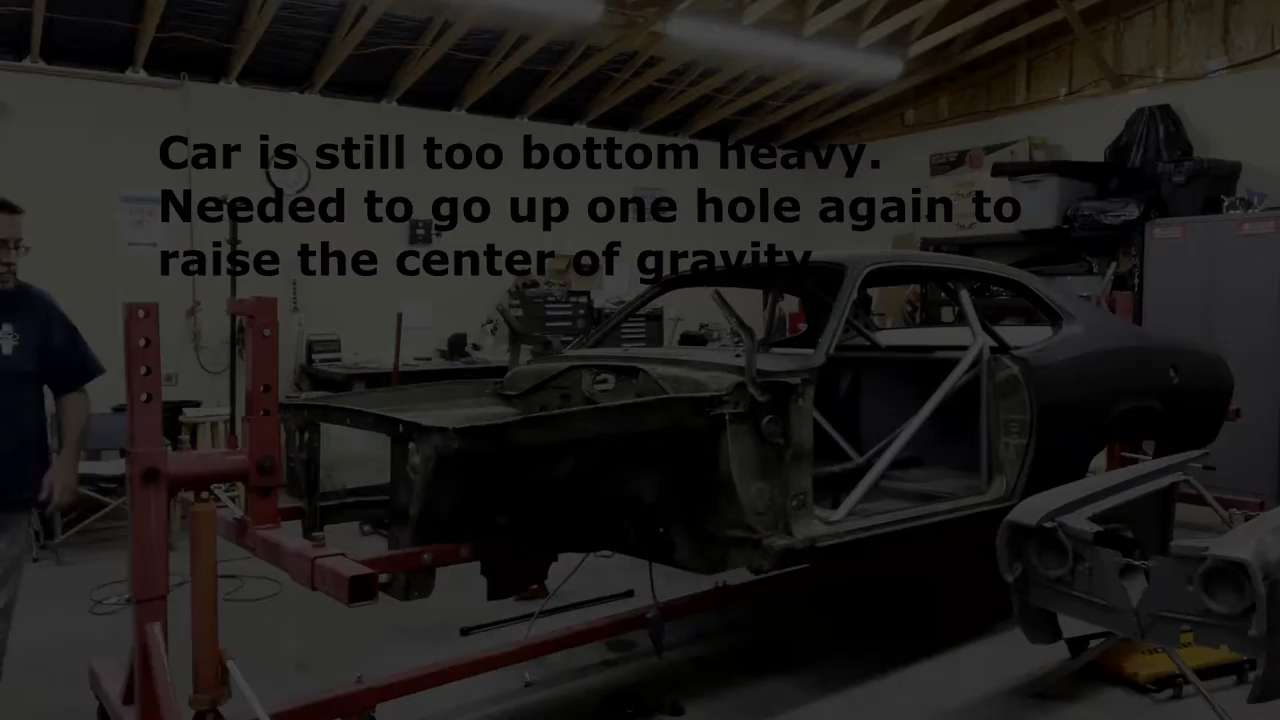 Car is still too bottom heavy.
Needed to go up one hole again to
raise the center of gravity